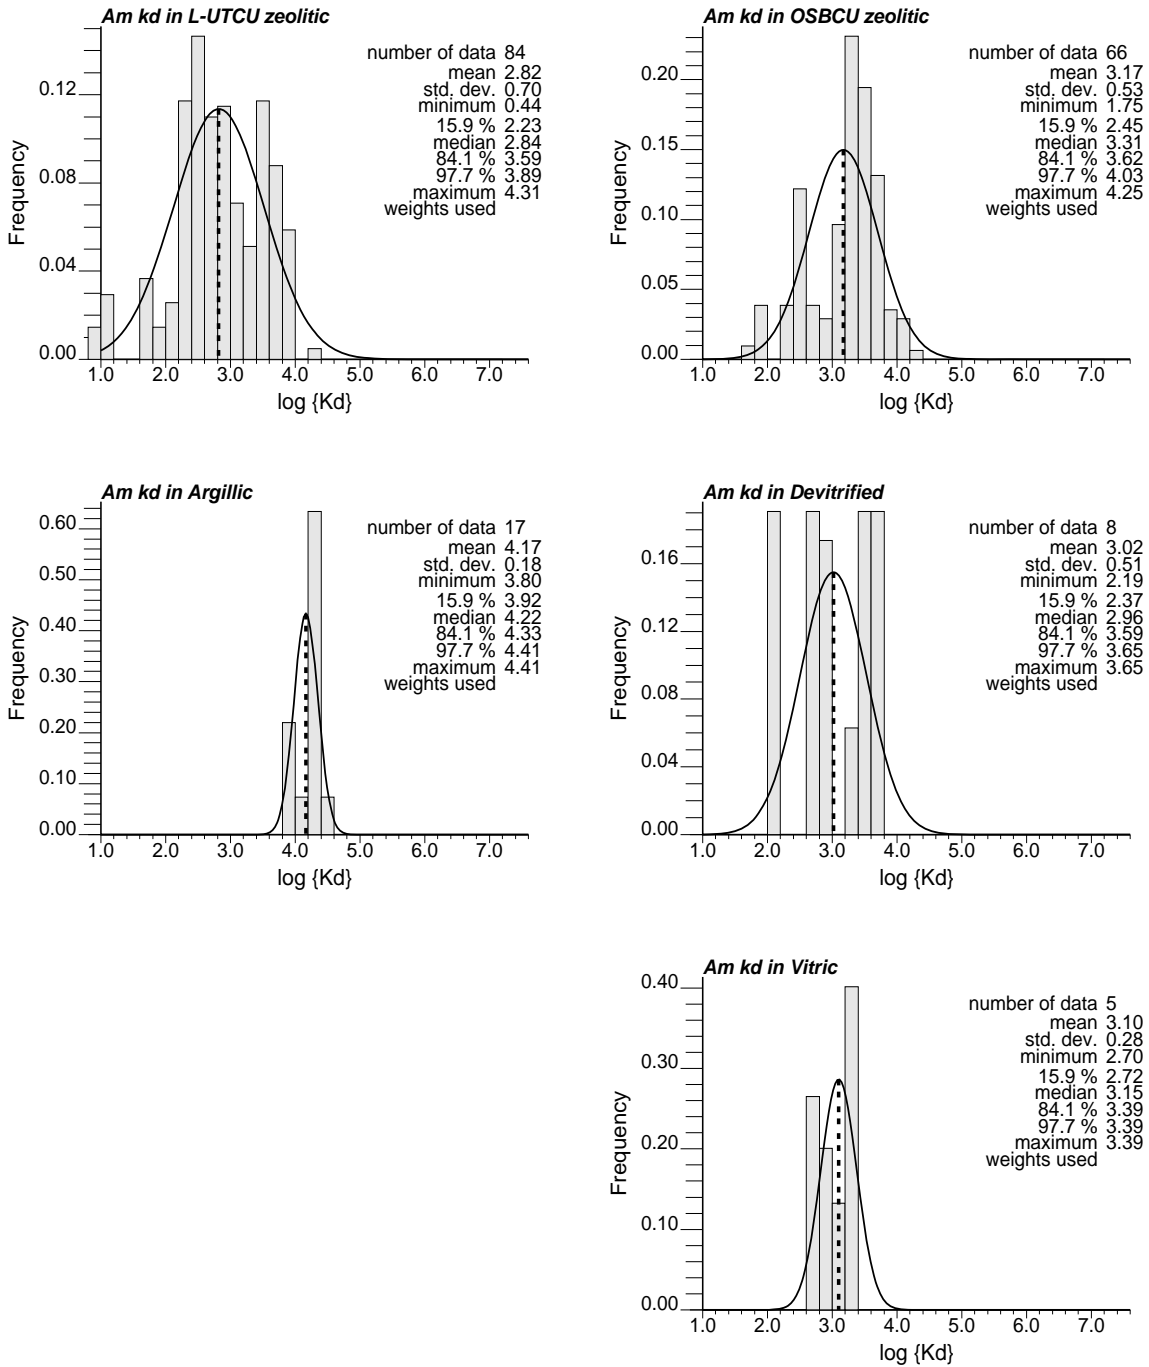 Am kd in L-UTCU zeolitic
number of data 84
mean 2.82
std. dev. 0.70
minimum 0.44
15.9 % 2.23
median 2.84
84.1 % 3.59
97.7 % 3.89
maximum 4.31
weights used
Frequency
0.12
0.08
0.04
0.00
1.0 2.0 3.0 4.0 5.0 6.0 7.0
log {Kd}
Am kd in OSBCU zeolitic
number of data 66
mean 3.17
std. dev. 0.53
minimum 1.75
15.9 % 2.45
median 3.31
84.1 % 3.62
97.7 % 4.03
maximum 4.25
weights used
Frequency
0.20
0.15
0.10
0.05
0.00
1.0 2.0 3.0 4.0 5.0 6.0 7.0
log {Kd}
Am kd in Argillic
number of data 17
mean 4.17
std. dev. 0.18
minimum 3.80
15.9 % 3.92
median 4.22
84.1 % 4.33
97.7 % 4.41
maximum 4.41
weights used
Frequency
0.60
0.50
0.40
0.30
0.20
0.10
0.00
1.0 2.0 3.0 4.0 5.0 6.0 7.0
log {Kd}
Am kd in Devitrified
number of data 8
mean 3.02
std. dev. 0.51
minimum 2.19
15.9 % 2.37
median 2.96
84.1 % 3.59
97.7 % 3.65
maximum 3.65
weights used
Frequency
0.16
0.12
0.08
0.04
0.00
1.0 2.0 3.0 4.0 5.0 6.0 7.0
log {Kd}
Am kd in Vitric
number of data 5
mean 3.10
std. dev. 0.28
minimum 2.70
15.9 % 2.72
median 3.15
84.1 % 3.39
97.7 % 3.39
maximum 3.39
weights used
Frequency
0.40
0.30
0.20
0.10
0.00
1.0 2.0 3.0 4.0 5.0 6.0 7.0
log {Kd}